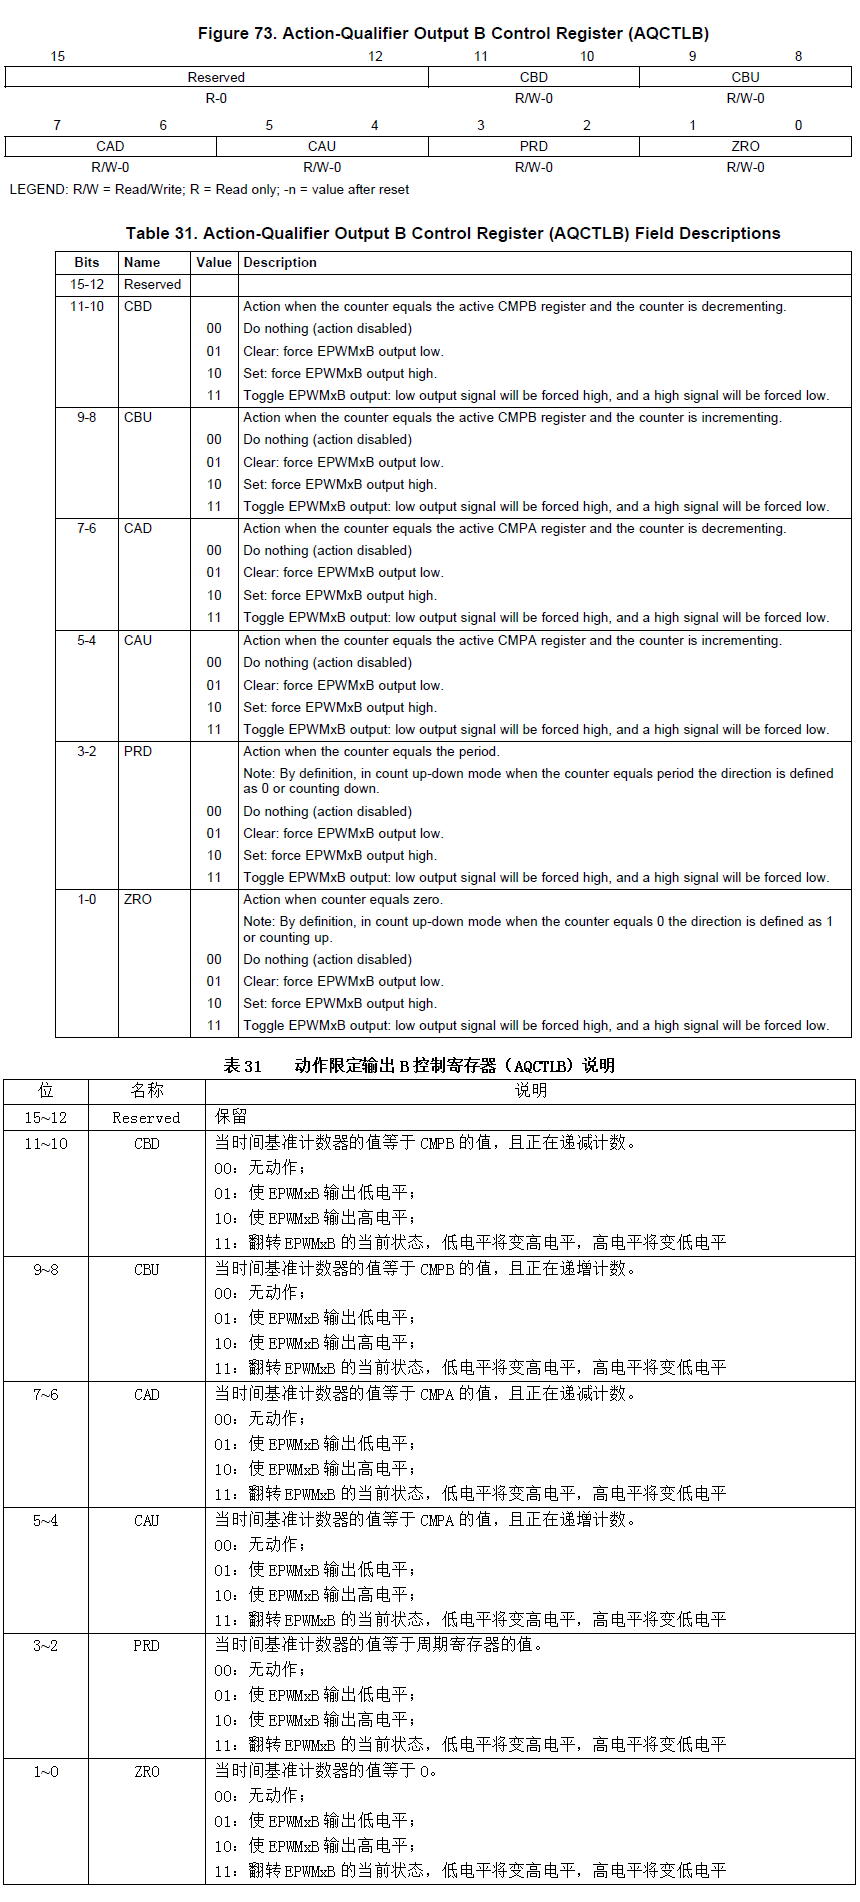 Figure 73. Action-Qualifier Output B Control Register (AQCTLB)
15 12 11 10 9 8
Reserved CBD CBU
R-0 R/W-0 R/W-0
7 6 5 4 3 2 1 0
CAD CAU PRD ZRO
R/W-0 R/W-0 R/W-0 R/W-0
LEGEND: R/W = Read/Write; R = Read only; -n = value after reset
Table 31. Action-Qualifier Output B Control Register (AQCTLB) Field Descriptions
Bits Name Value Description
15-12 Reserved
11-10 CBD Action when the counter equals the active CMPB register and the counter is decrementing.
00 Do nothing (action disabled)
01 Clear: force EPWMxB output low.
10 Set: force EPWMxB output high.
11 Toggle EPWMxB output: low output signal will be forced high, and a high signal will be forced low.
9-8 CBU Action when the counter equals the active CMPB register and the counter is incrementing.
00 Do nothing (action disabled)
01 Clear: force EPWMxB output low.
10 Set: force EPWMxB output high.
11 Toggle EPWMxB output: low output signal will be forced high, and a high signal will be forced low.
7-6 CAD Action when the counter equals the active CMPA register and the counter is decrementing.
00 Do nothing (action disabled)
01 Clear: force EPWMxB output low.
10 Set: force EPWMxB output high.
11 Toggle EPWMxB output: low output signal will be forced high, and a high signal will be forced low.
5-4 CAU Action when the counter equals the active CMPA register and the counter is incrementing.
00 Do nothing (action disabled)
01 Clear: force EPWMxB output low.
10 Set: force EPWMxB output high.
11 Toggle EPWMxB output: low output signal will be forced high, and a high signal will be forced low.
3-2 PRD Action when the counter equals the period.
Note: By definition, in count up-down mode when the counter equals period the direction is defined
as 0 or counting down.
00 Do nothing (action disabled)
01 Clear: force EPWMxB output low.
10 Set: force EPWMxB output high.
11 Toggle EPWMxB output: low output signal will be forced high, and a high signal will be forced low.
1-0 ZRO Action when counter equals zero.
Note: By definition, in count up-down mode when the counter equals 0 the direction is defined as 1
or counting up.
00 Do nothing (action disabled)
01 Clear: force EPWMxB output low.
10 Set: force EPWMxB output high.
11 Toggle EPWMxB output: low output signal will be forced high, and a high signal will be forced low.
表 31 动作限定输出 B 控制寄存器（AQCTLB）说明
位 名称 说明
15~12 Reserved 保留
11~10 CBD 当时间基准计数器的值等于 CMPB 的值，且正在递减计数。
00：无动作；
01：使 EPWMxB 输出低电平；
10：使 EPWMxB 输出高电平；
11：翻转 EPWMxB 的当前状态，低电平将变高电平，高电平将变低电平
9~8 CBU 当时间基准计数器的值等于 CMPB 的值，且正在递增计数。
00：无动作；
01：使 EPWMxB 输出低电平；
10：使 EPWMxB 输出高电平；
11：翻转 EPWMxB 的当前状态，低电平将变高电平，高电平将变低电平
7~6 CAD 当时间基准计数器的值等于 CMPA 的值，且正在递减计数。
00：无动作；
01：使 EPWMxB 输出低电平；
10：使 EPWMxB 输出高电平；
11：翻转 EPWMxB 的当前状态，低电平将变高电平，高电平将变低电平
5~4 CAU 当时间基准计数器的值等于 CMPA 的值，且正在递增计数。
00：无动作；
01：使 EPWMxB 输出低电平；
10：使 EPWMxB 输出高电平；
11：翻转 EPWMxB 的当前状态，低电平将变高电平，高电平将变低电平
3~2 PRD 当时间基准计数器的值等于周期寄存器的值。
00：无动作；
01：使 EPWMxB 输出低电平；
10：使 EPWMxB 输出高电平；
11：翻转 EPWMxB 的当前状态，低电平将变高电平，高电平将变低电平
1~0 ZRO 当时间基准计数器的值等于 0。
00：无动作；
01：使 EPWMxB 输出低电平；
10：使 EPWMxB 输出高电平；
11：翻转 EPWMxB 的当前状态，低电平将变高电平，高电平将变低电平